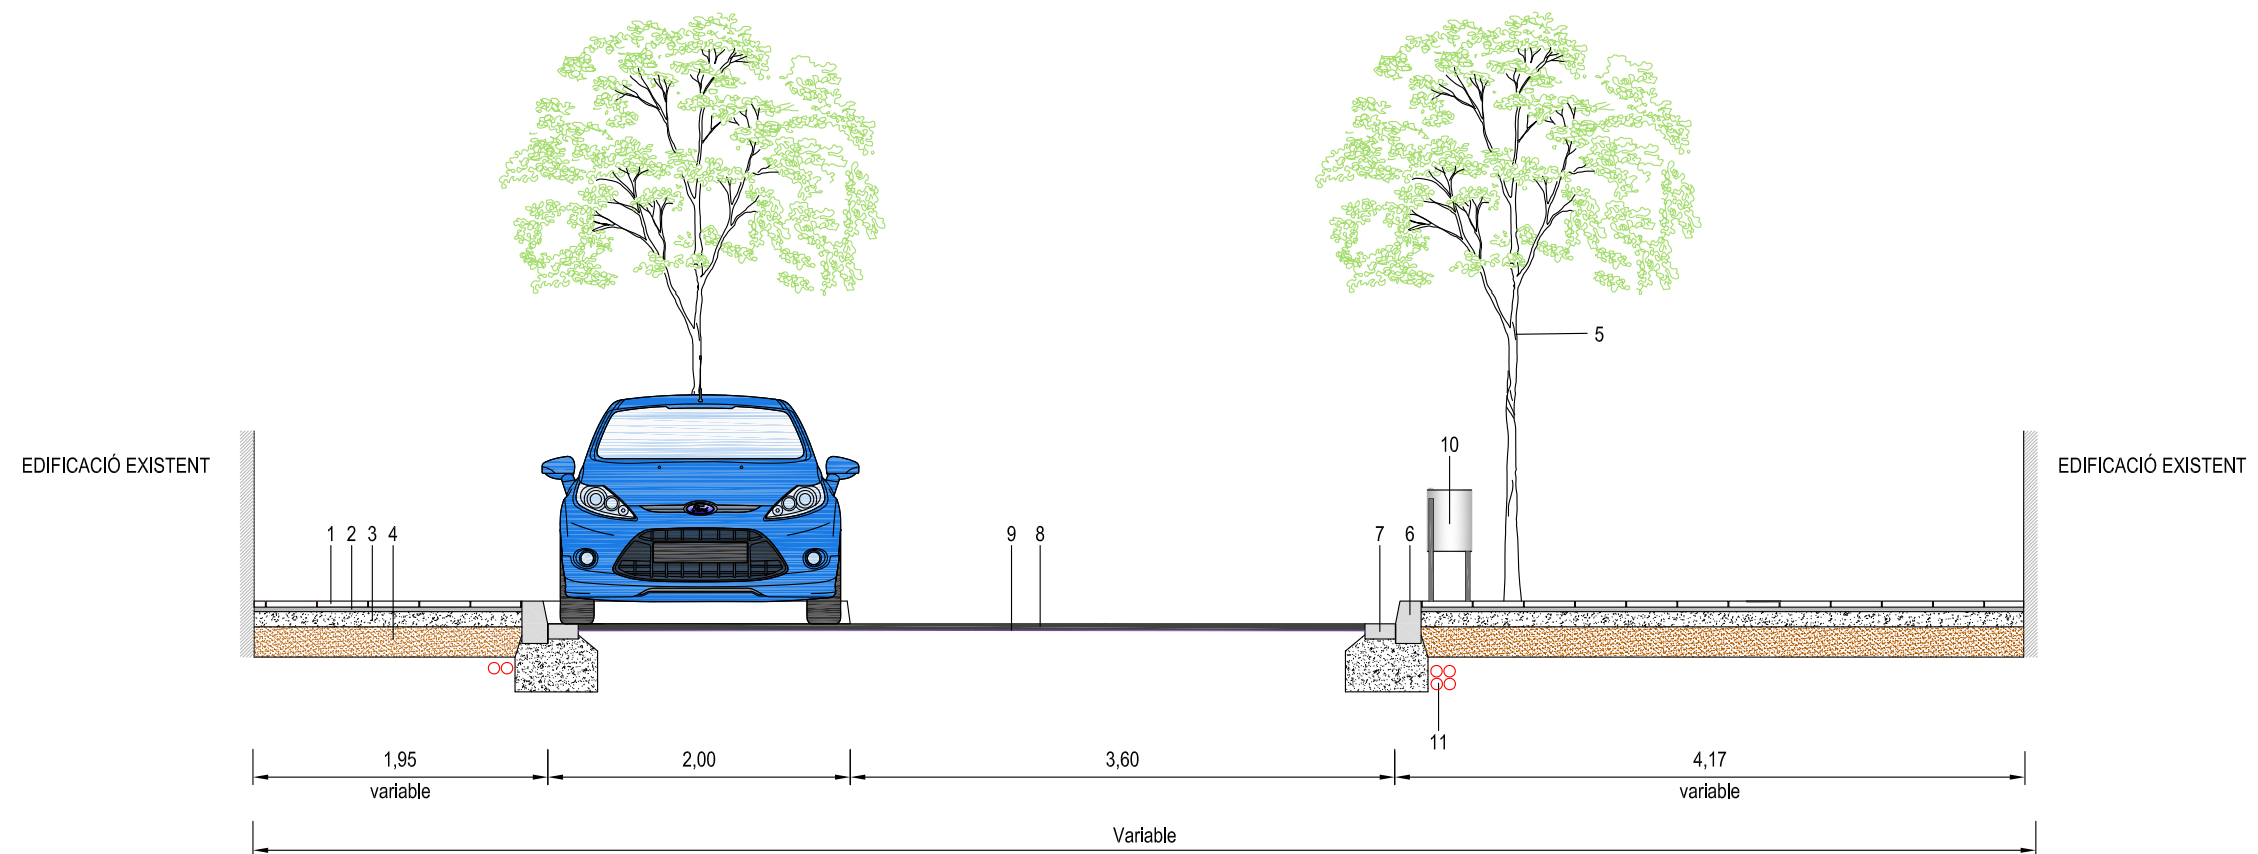 5
10
EDIFICACIÓ EXISTENT
EDIFICACIÓ EXISTENT
1 2 3 4
9 8
7 6
11
1,95
2,00
3,60
4,17
variable
variable
Variable